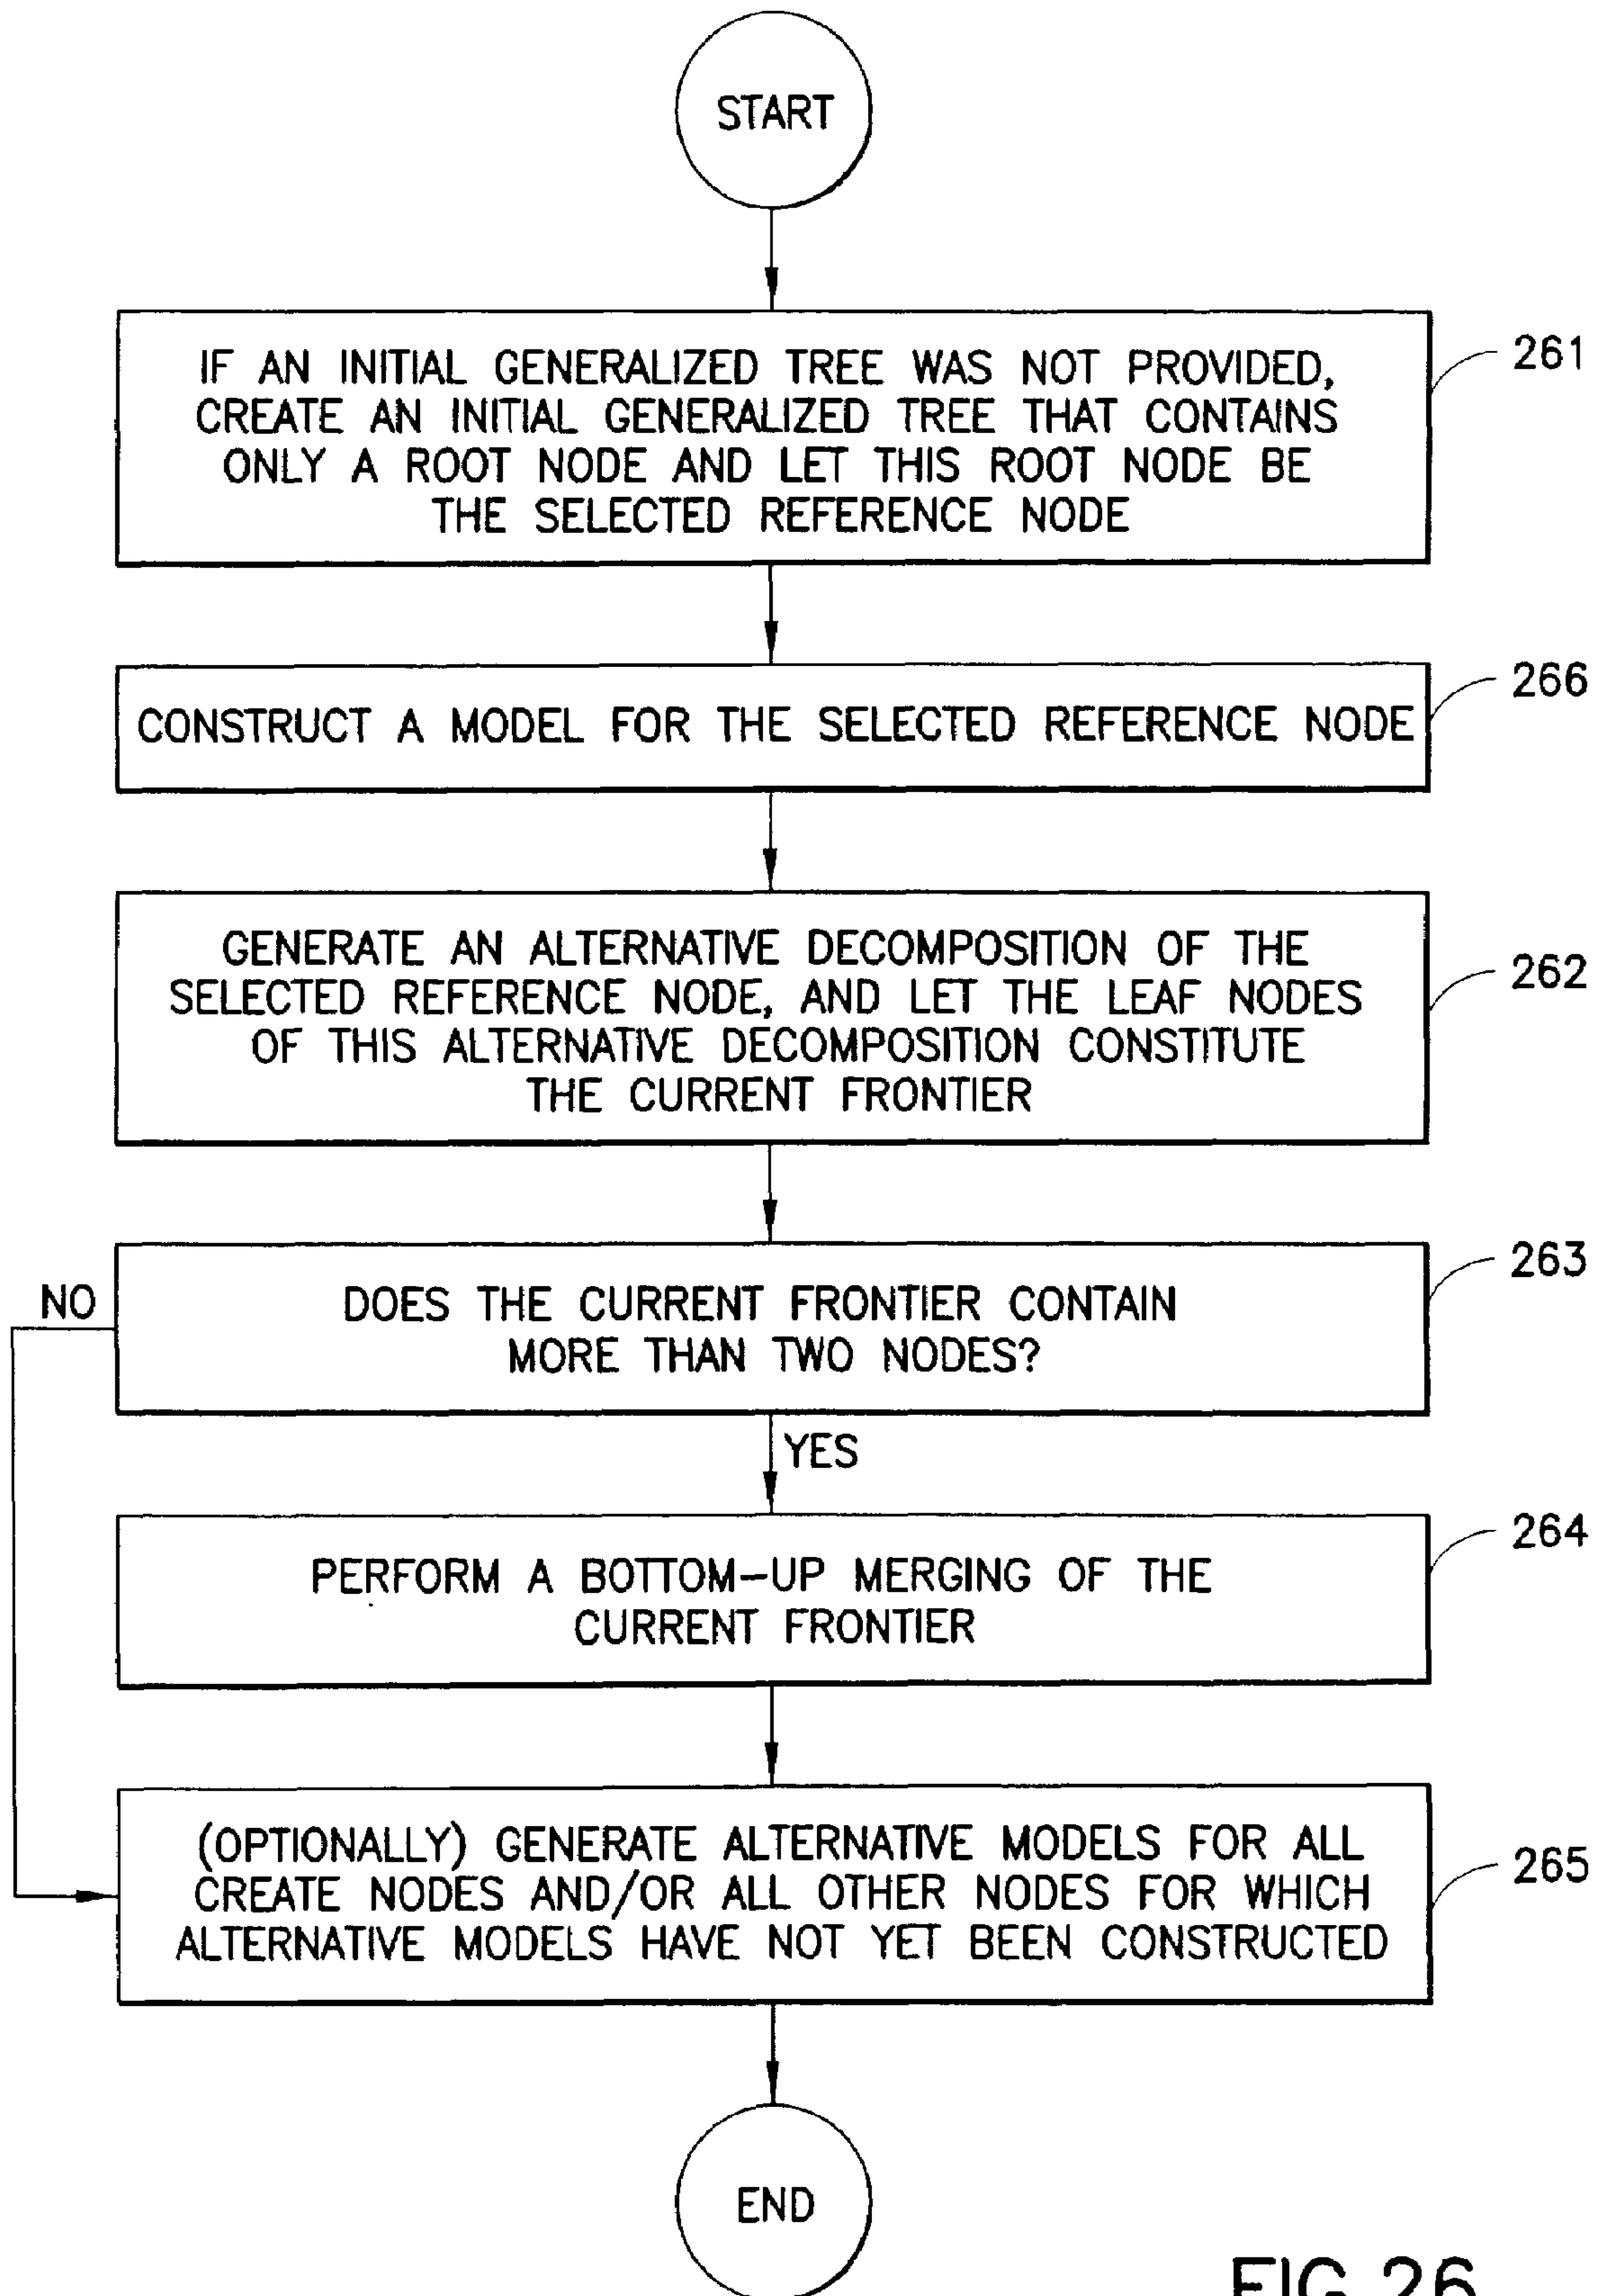 START
IF AN INITIAL GENERALIZED TREE WAS NOT PROVIDED,
CREATE AN INITIAL GENERALIZED TREE THAT CONTAINS
ONLY A ROOT NODE AND LET THIS ROOT NODE BE
THE SELECTED REFERENCE NODE
261
CONSTRUCT A MODEL FOR THE SELECTED REFERENCE NODE
266
GENERATE AN ALTERNATIVE DECOMPOSITION OF THE
SELECTED REFERENCE NODE, AND LET THE LEAF NODES
OF THIS ALTERNATIVE DECOMPOSITION CONSTITUTE
THE CURRENT FRONTIER
262
DOES THE CURRENT FRONTIER CONTAIN
MORE THAN TWO NODES?
263
NO
YES
PERFORM A BOTTOM-UP MERGING OF THE
CURRENT FRONTIER
264
(OPTIONALLY) GENERATE ALTERNATIVE MODELS FOR ALL
CREATE NODES AND/OR ALL OTHER NODES FOR WHICH
ALTERNATIVE MODELS HAVE NOT YET BEEN CONSTRUCTED
265
END
FIG.26